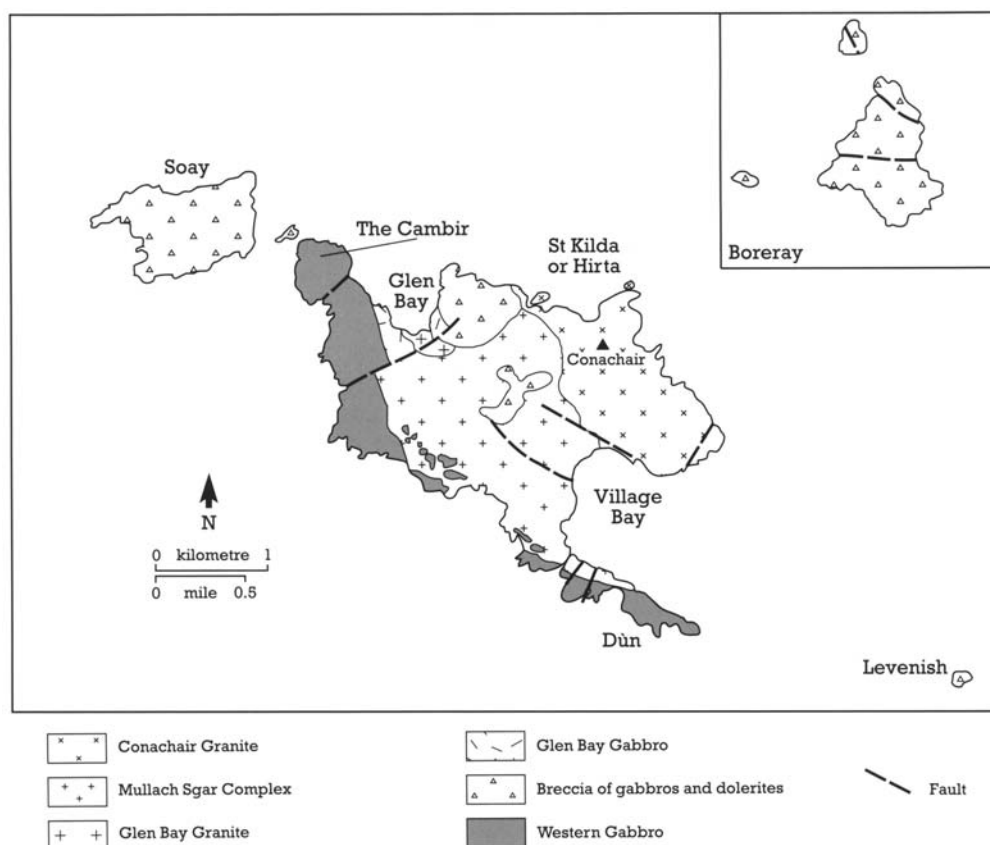 Soay
The Cambir
Glen
Bay
St Kilda
or Hirta
Conachair
Boreray
Village
Bay
N
0 kilometre 1
0 mile 0.5
Dùn
Levenish
Conachair Granite
Mullach Sgar Complex
Glen Bay Granite
Glen Bay Gabbro
Breccia of gabbros and dolerites
Western Gabbro
Fault